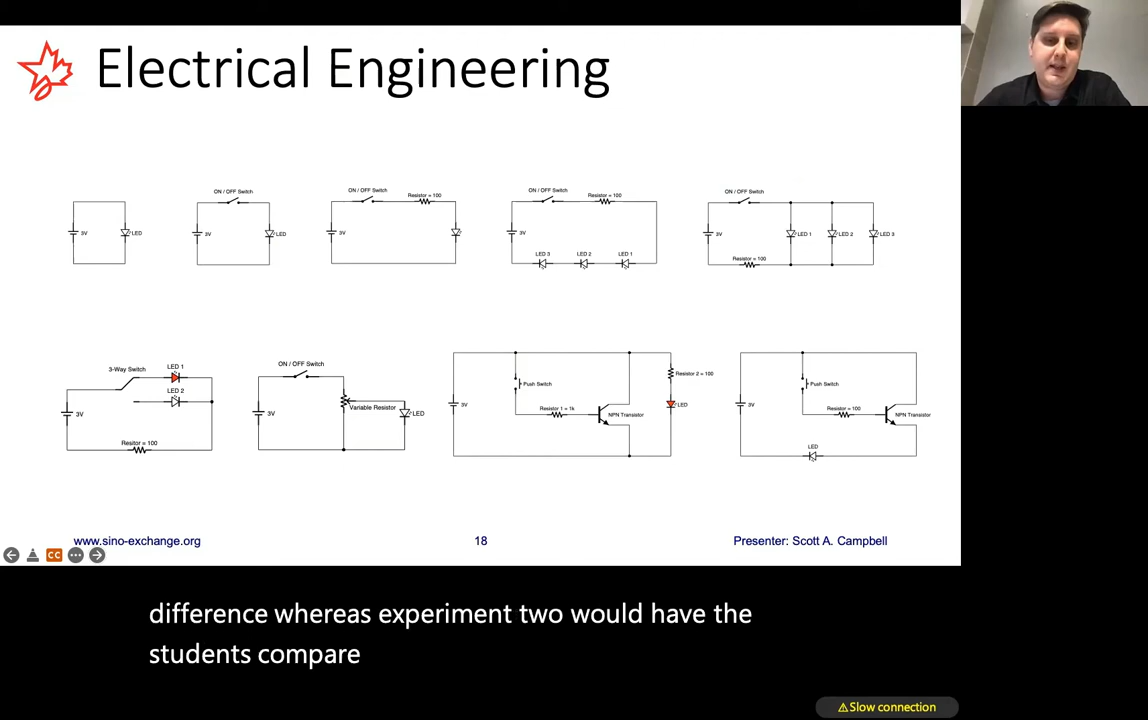 Electrical Engineering
3V
LED
ON / OFF Switch
3V
LED
ON / OFF Switch
Resistor = 100
3V
ON / OFF Switch
Resistor = 100
3V
LED 3
LED 2
LED 1
ON / OFF Switch
3V
LED 1
LED 2
LED 3
Resistor = 100
3-Way Switch
LED 1
LED 2
3V
Resitor = 100
ON / OFF Switch
3V
Variable Resistor
LED
3V
Push Switch
Resistor 1 = 1k
NPN Transistor
Resistor 2 = 100
LED
3V
Push Switch
Resistor = 100
NPN Transistor
LED
www.sino-exchange.org
18
Presenter: Scott A. Campbell
CC
difference whereas experiment two would have the
students compare
Slow connection